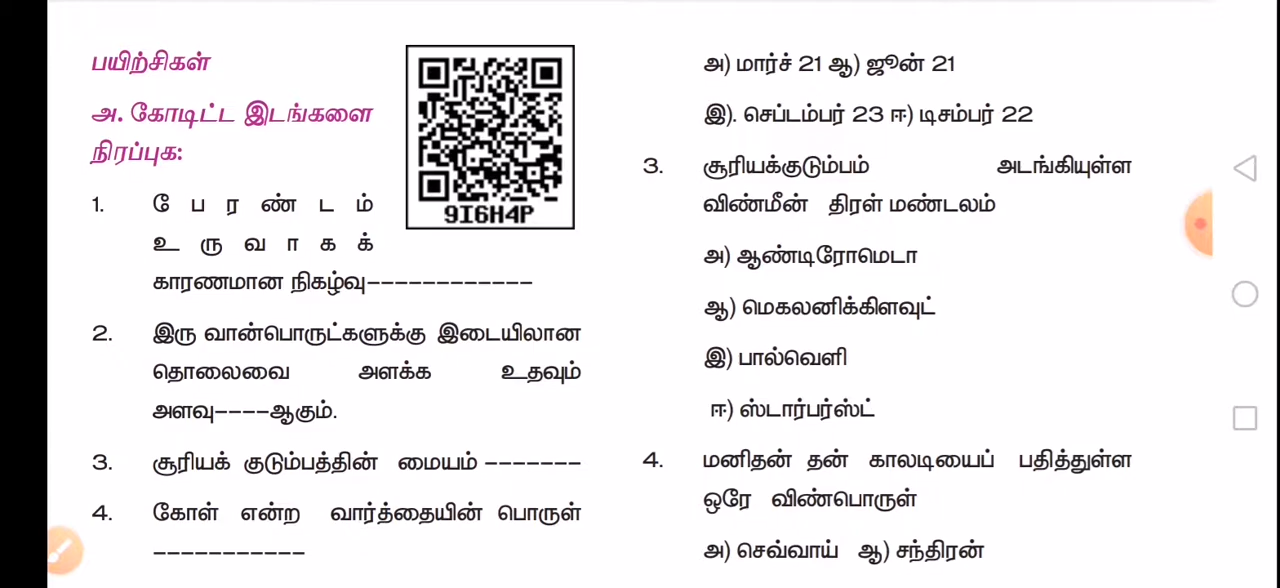 பயிற்சிகள்
அ. கோடிட்ட இடங்களை
நிரப்புக:
9I6H4P
1. பேரண்டம்
உருவாகக்
காரணமான நிகழ்வு------------
2. இரு வான்பொருட்களுக்கு இடையிலான
தொலைவை அளக்க உதவும்
அளவு----ஆகும்.
3. சூரியக் குடும்பத்தின் மையம் -------
4. கோள் என்ற வார்த்தையின் பொருள்
-----------
அ) மார்ச் 21 ஆ) ஜூன் 21
இ). செப்டம்பர் 23 ஈ) டிசம்பர் 22
3. சூரியக்குடும்பம் அடங்கியுள்ள
விண்மீன் திரள் மண்டலம்
அ) ஆண்டிரோமெடா
ஆ) மெகலனிக்கிளவுட்
இ) பால்வெளி
ஈ) ஸ்டார்பர்ஸ்ட்
4. மனிதன் தன் காலடியைப் பதித்துள்ள
ஒரே விண்பொருள்
அ) செவ்வாய் ஆ) சந்திரன்